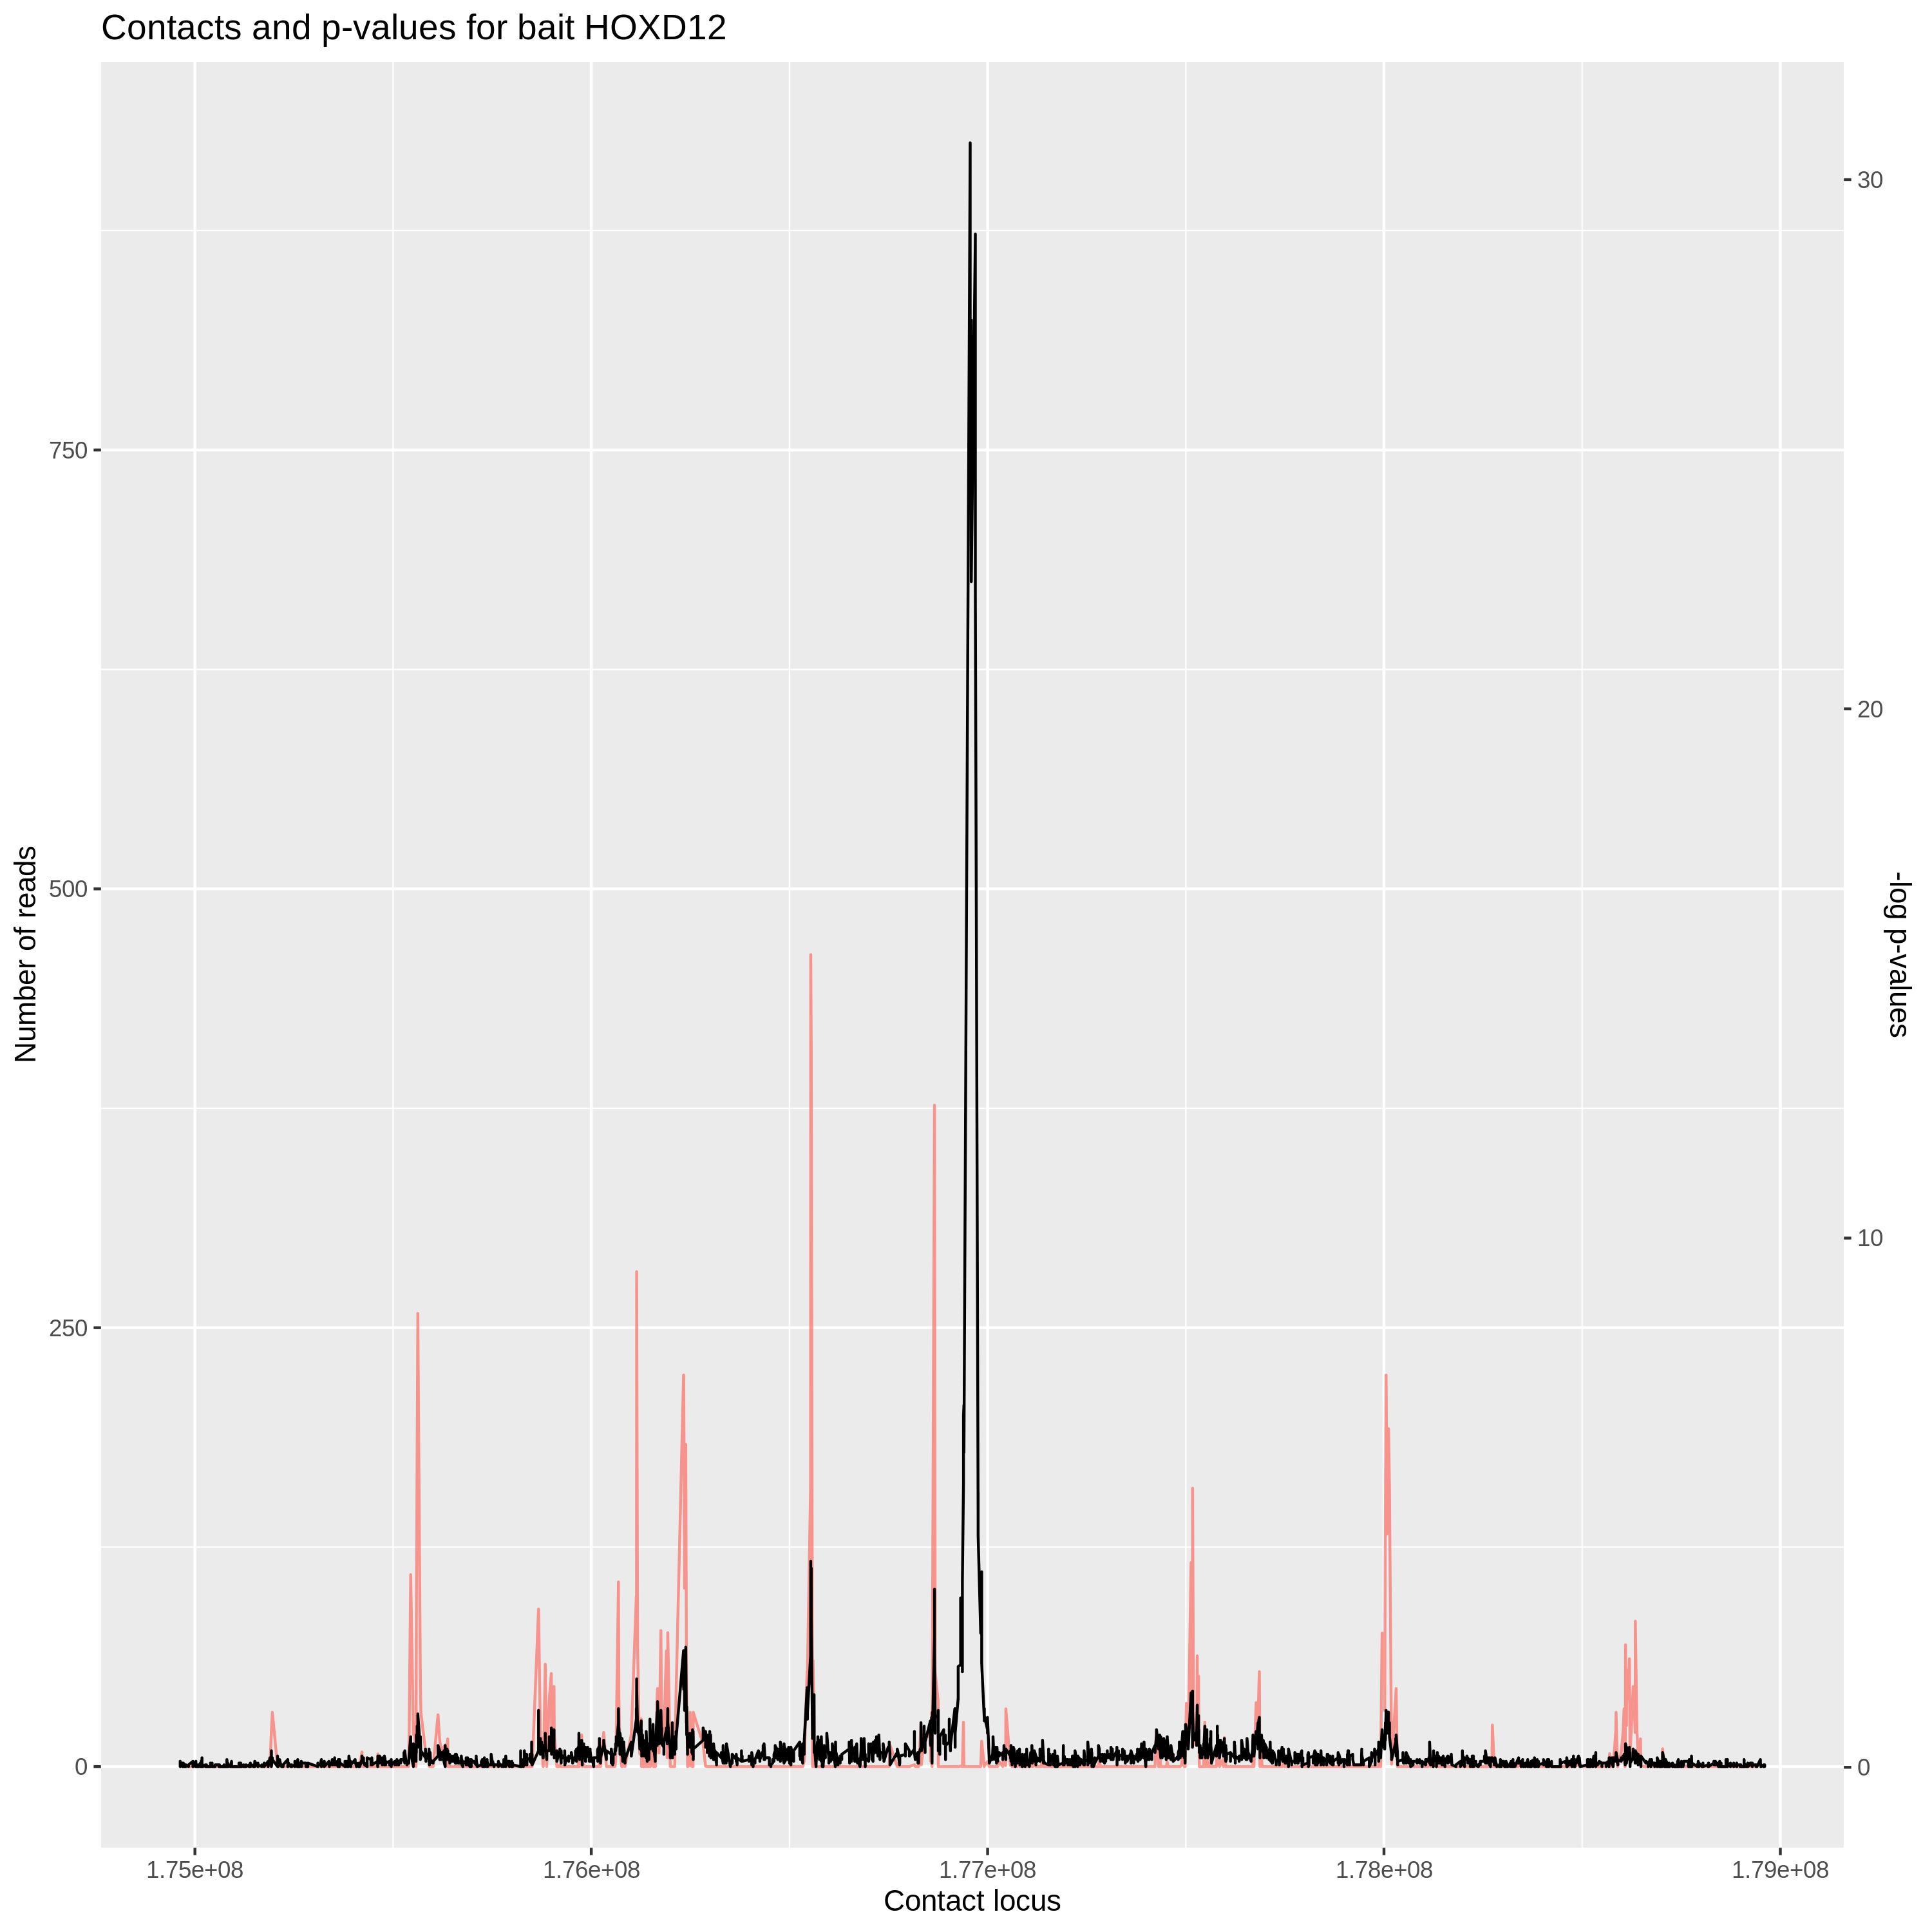 Contacts and p-values for bait HOXD12
Number of reads
750
500
250
0
30
20
10
0
-log p-values
1.75e+08 1.76e+08 1.77e+08 1.78e+08 1.79e+08
Contact locus